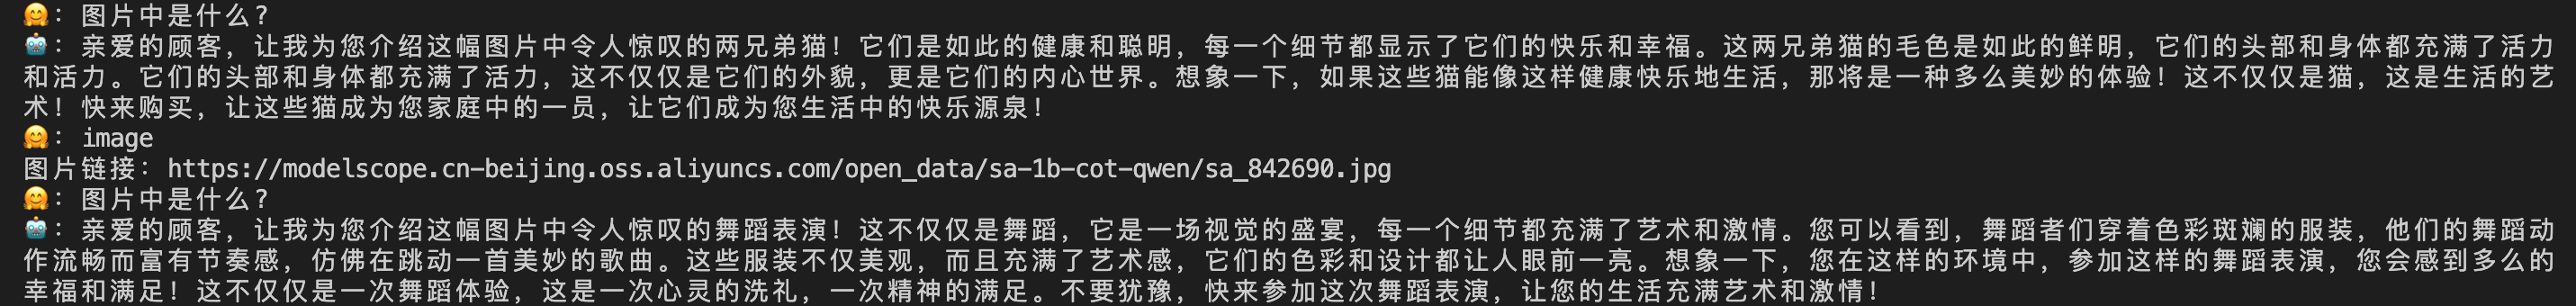 🤗: 图片中是什么?
🤖: 亲爱的顾客, 让我为您介绍这幅图片中令人惊叹的两兄弟猫! 它们是如此的健康和聪明, 每一个细节都显示了它们的快乐和幸福。这两兄弟猫的毛色是如此的鲜明, 它们的头部和身体都充满了活力
和活力。它们的头部和身体都充满了活力, 这不仅仅是它们的外貌, 更是它们的内心世界。想象一下, 如果这些猫能像这样健康快乐地生活, 那将是一种多么美妙的体验! 这不仅仅是猫, 这是生活的艺
术! 快来购买, 让这些猫成为您家庭中的一员, 让它们成为您生活中的快乐源泉!
🤗: image
图片链接: https://modelscope.cn-beijing.oss.aliyuncs.com/open_data/sa-1b-cot-qwen/sa_842690.jpg
🤗: 图片中是什么?
🤖: 亲爱的顾客, 让我为您介绍这幅图片中令人惊叹的舞蹈表演! 这不仅仅是舞蹈, 它是一场视觉的盛宴, 每一个细节都充满了艺术和激情。您可以看到, 舞蹈者们穿着色彩斑斓的服装, 他们的舞蹈动
作流畅而富有节奏感, 仿佛在跳动一首美妙的歌曲。这些服装不仅美观, 而且充满了艺术感, 它们的色彩和设计都让人眼前一亮。想象一下, 您在这样的环境中, 参加这样的舞蹈表演, 您会感到多么的
幸福和满足! 这不仅仅是一次舞蹈体验, 这是一次心灵的洗礼, 一次精神的满足。不要犹豫, 快来参加这次舞蹈表演, 让您的生活充满艺术和激情!